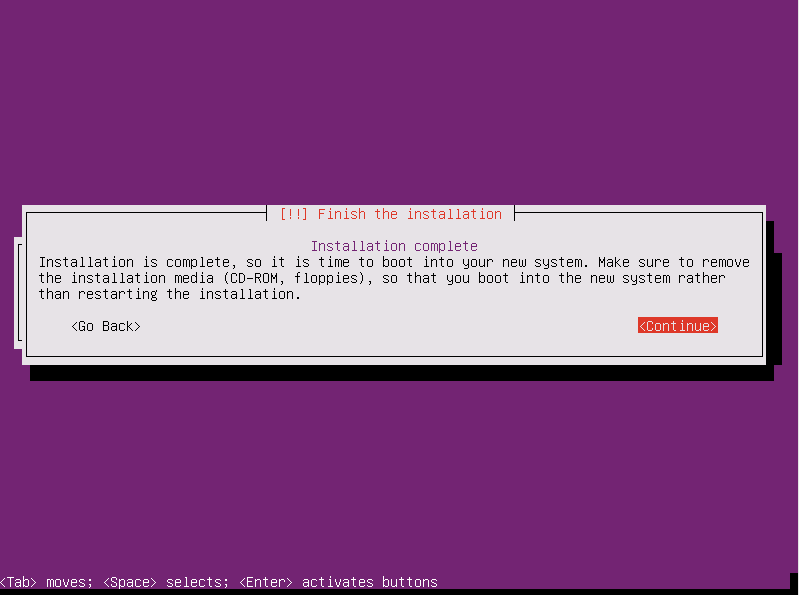 [!!] Finish the installation
Installation complete
Installation is complete, so it is time to boot into your new system. Make sure to remove
the installation media (CD-ROM, floppies), so that you boot into the new system rather
than restarting the installation.
<Go Back> <Continue>
<Tab> moves; <Space> selects; <Enter> activates buttons